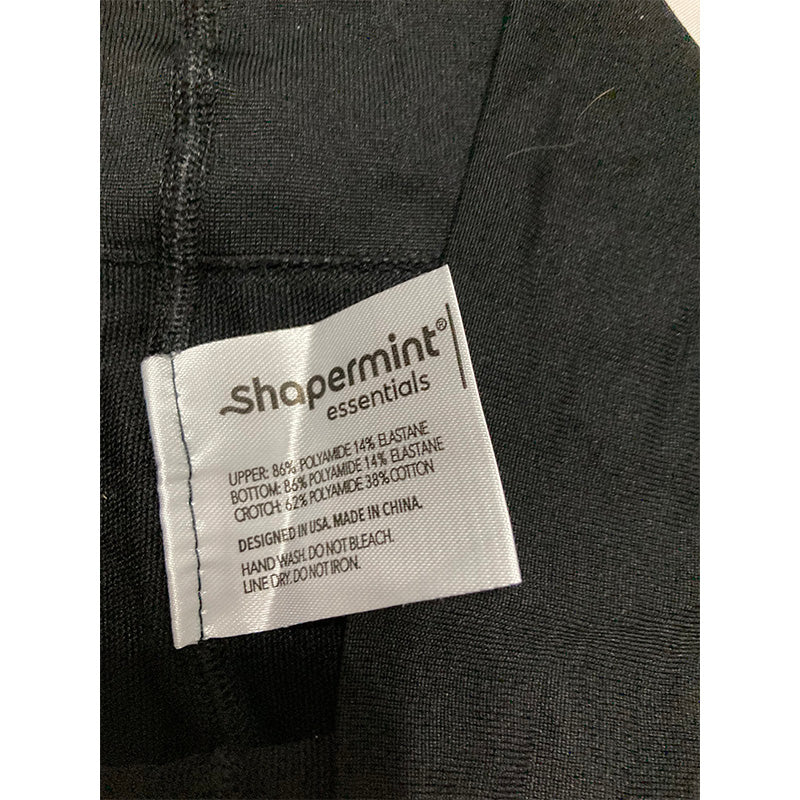 Shapermint®
essentials
UPPER: 86% POLYAMIDE 14% ELASTANE
BOTTOM: 86% POLYAMIDE 14% ELASTANE
CROTCH: 62% POLYAMIDE 38% COTTON
DESIGNED IN USA. MADE IN CHINA.
HAND WASH. DO NOT BLEACH.
LINE DRY. DO NOT IRON.